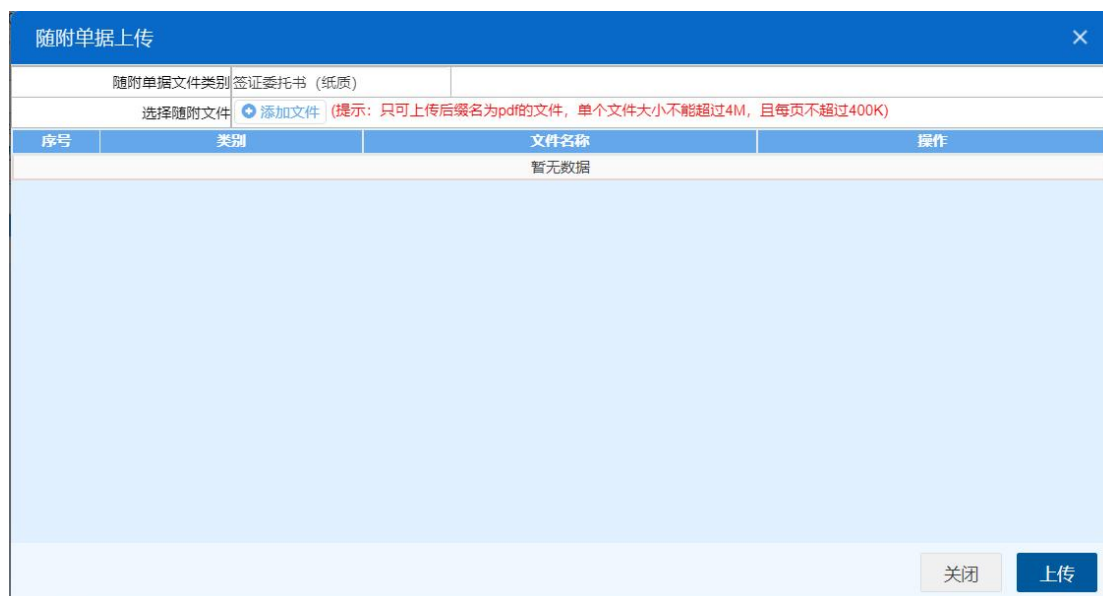 随附单据上传
随附单据文件类别 签证委托书（纸质）
选择随附文件 添加文件 (提示：只可上传后缀名为pdf的文件，单个文件大小不能超过4M，且每页不超过400K)
序号 类别 文件名称 操作
暂无数据
关闭 上传